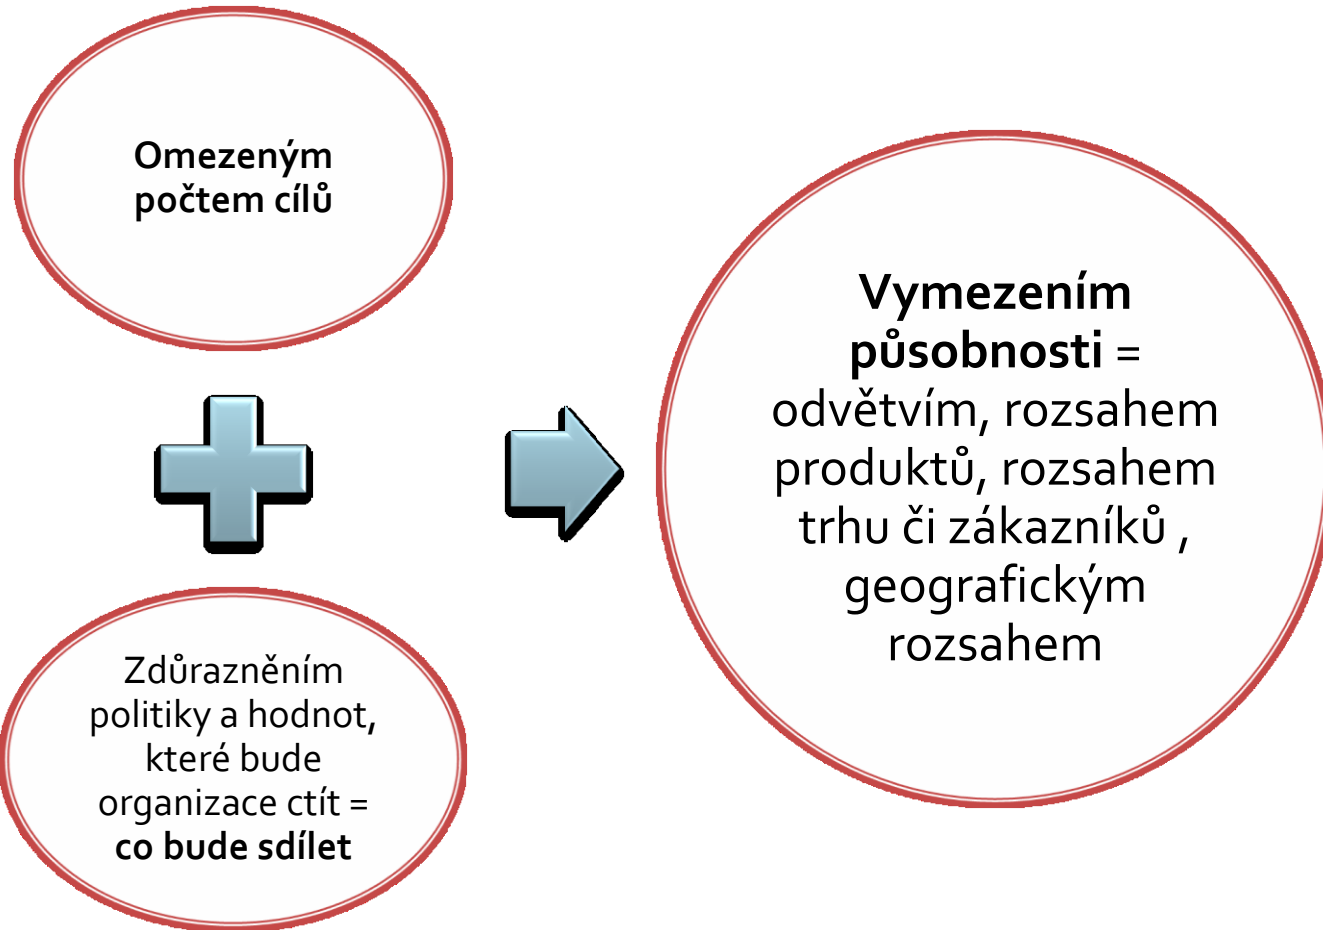 Omezeným
počtem cílů
Zdůrazněním
politiky a hodnot,
které bude
organizace ctít =
co bude sdílet
Vymezením
působnosti =
odvětvím, rozsahem
produktů, rozsahem
trhu či zákazníků ,
geografickým
rozsahem